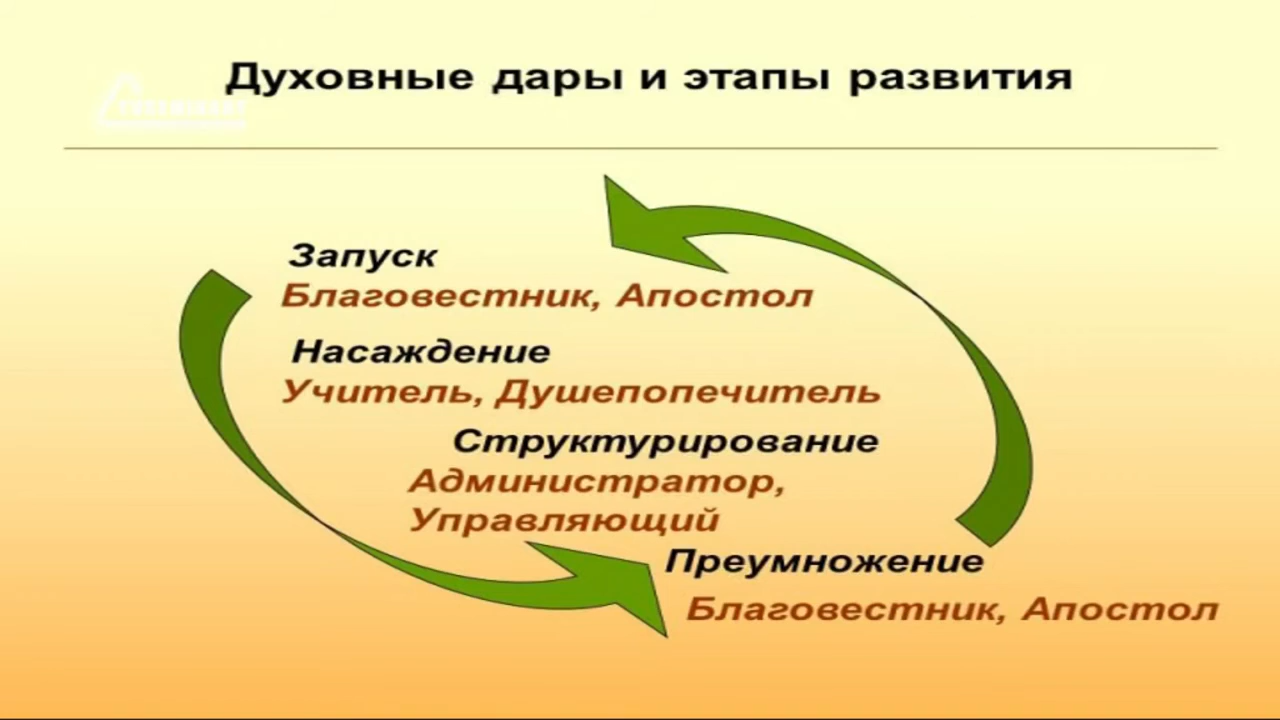 Духовные дары и этапы развития
Запуск
Благовестник, Апостол
Насаждение
Учитель, Душепопечитель
Структурирование
Администратор,
Управляющий
Преумножение
Благовестник, Апостол